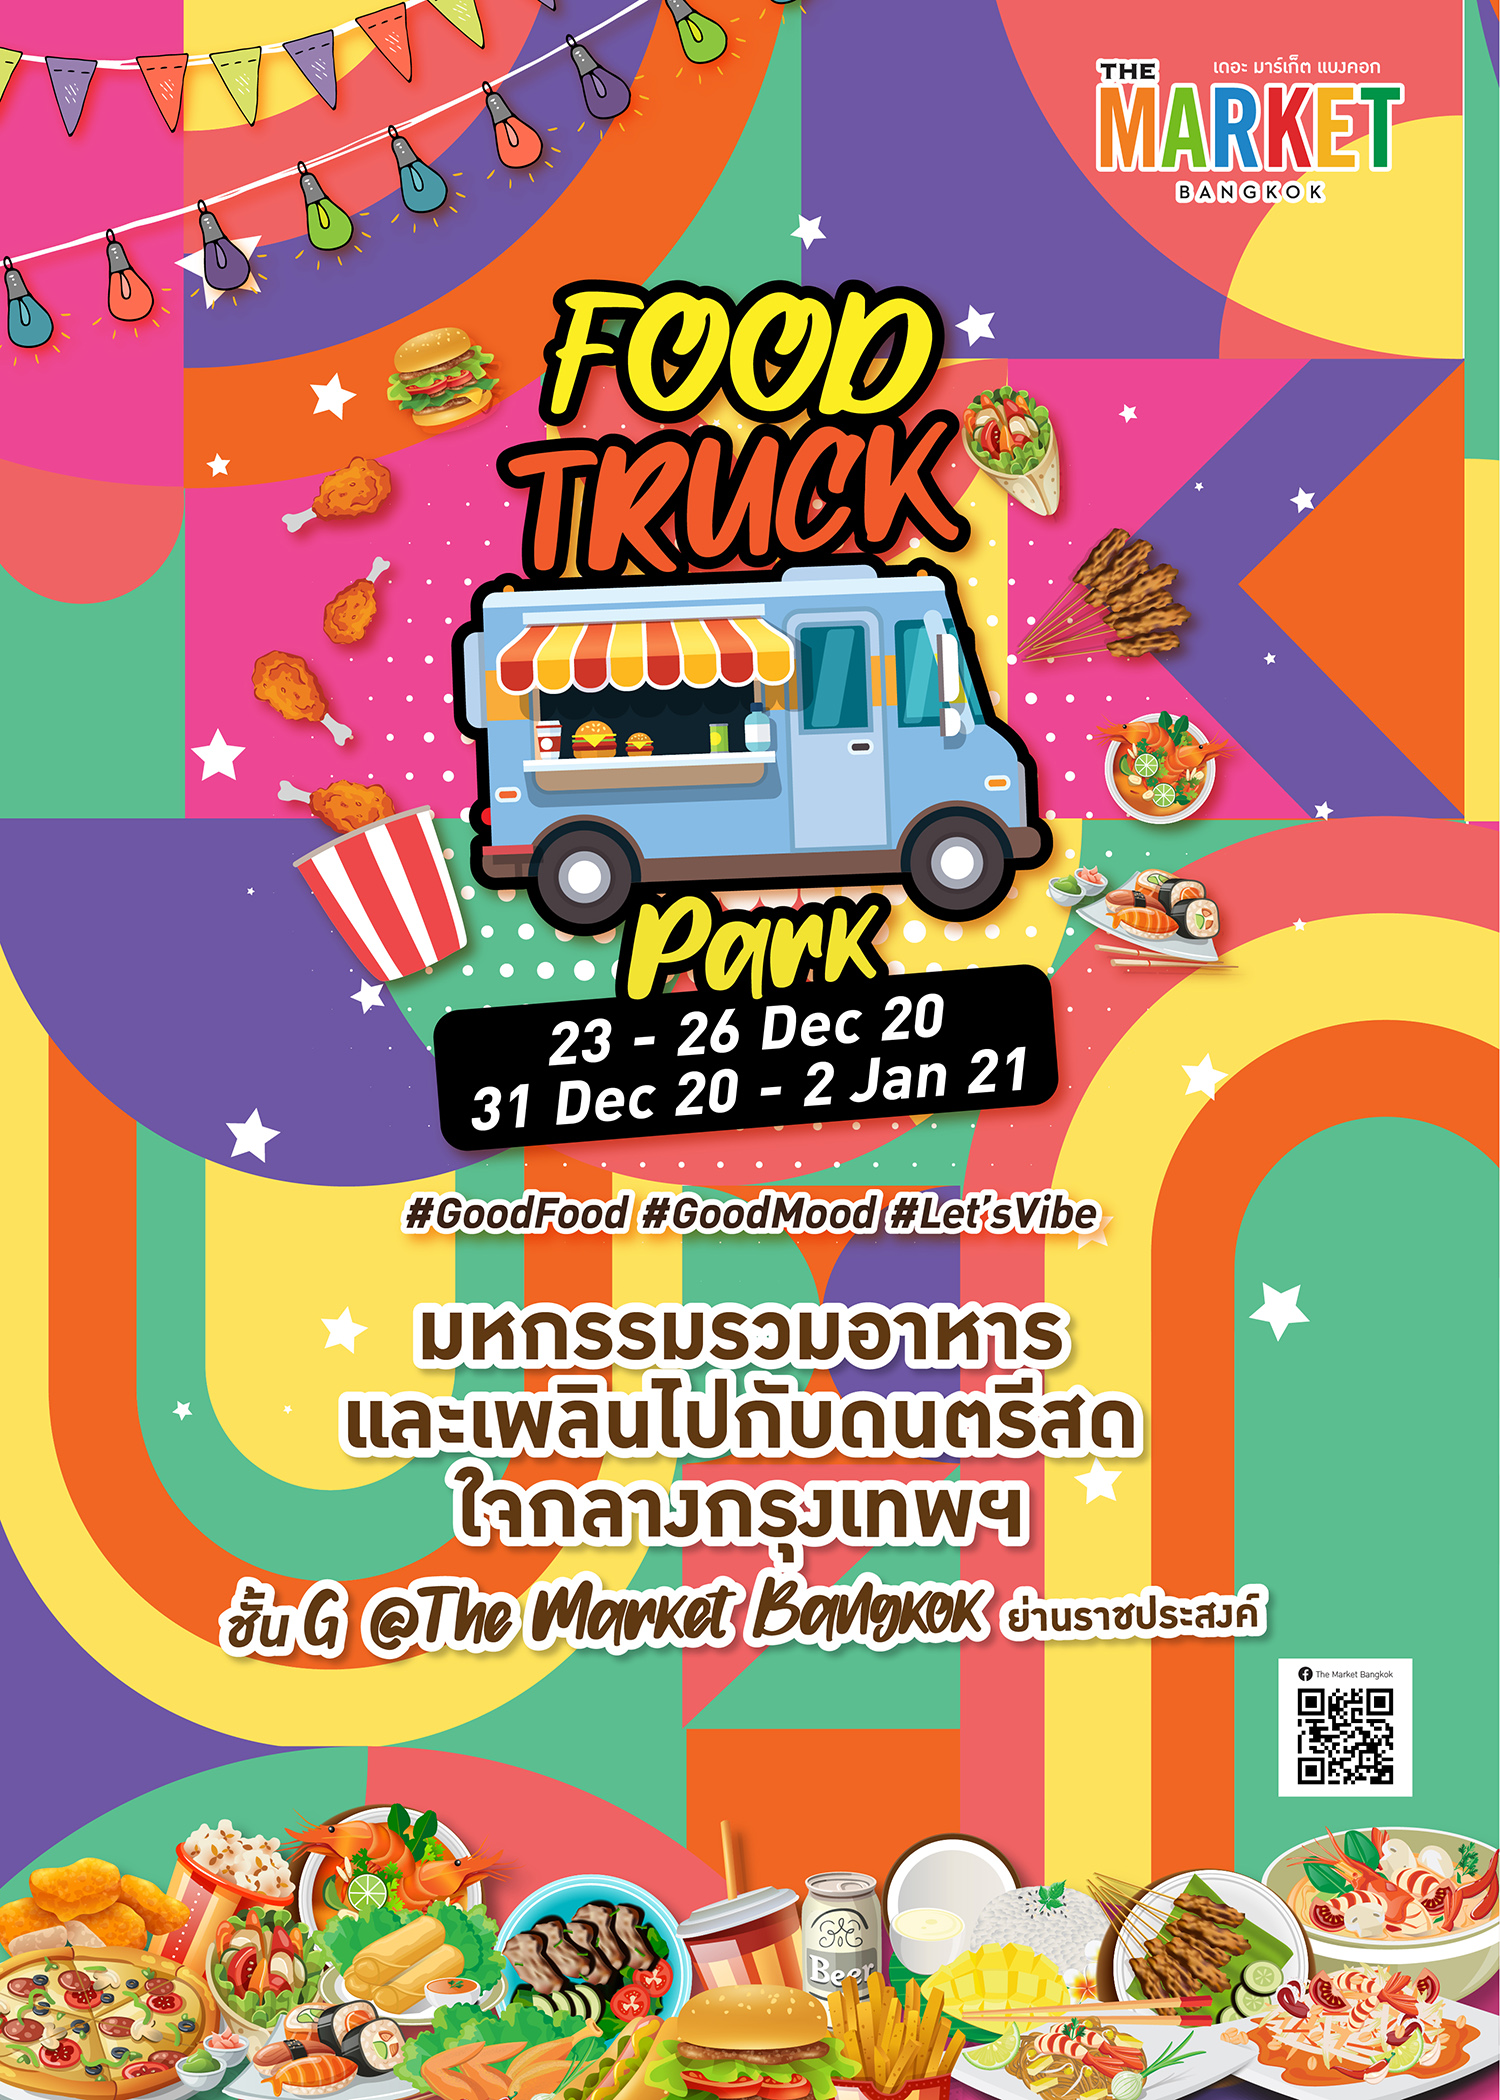 เดอะ มาร์เก็ต แบงคอก
THE
MARKET
BANGKOK
FOOD
TRUCK
Park
23 - 26 Dec 20
31 Dec 20 - 2 Jan 21
#GoodFood #GoodMood #Let'sVibe
มหกรรมรวมอาหาร
และเพลินไปกับดนตรีสด
ใจกลางกรุงเทพฯ
ชั้น G @The Market Bangkok ย่านราชประสงค์
The Market Bangkok
Beer